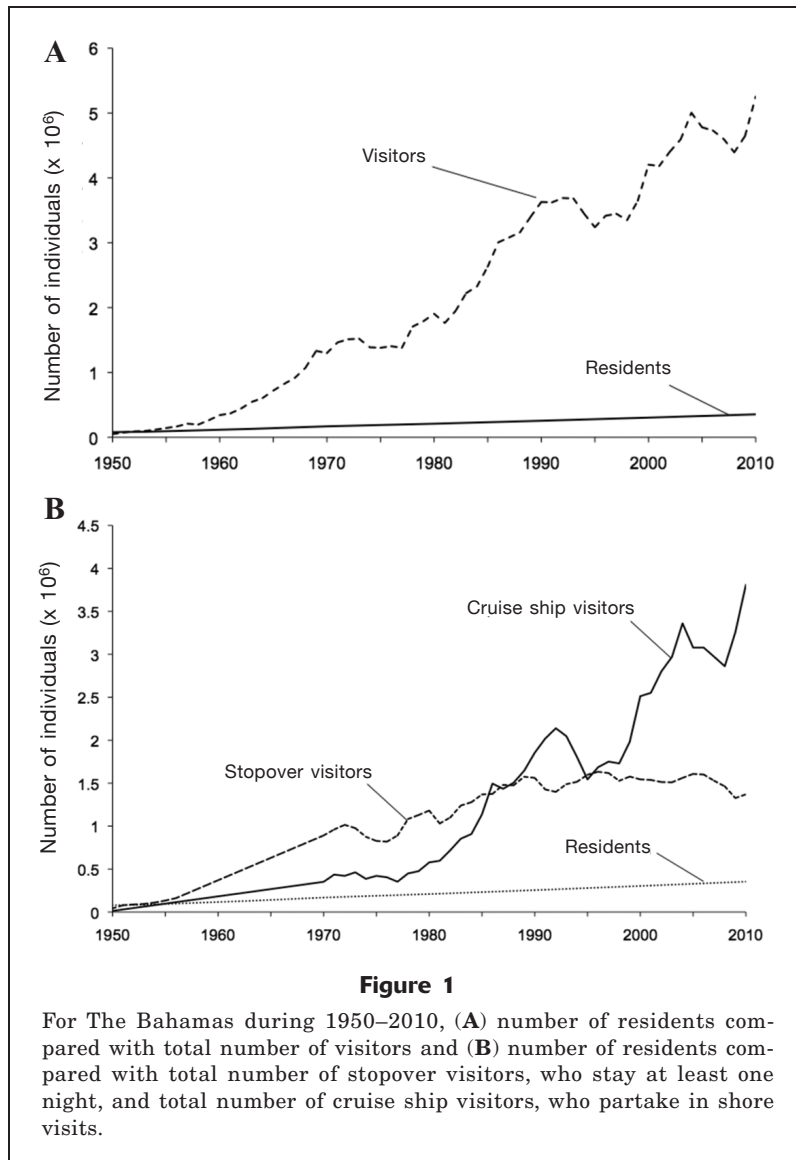 A
Number of individuals (x 10⁶)
6
5
4
3
2
1
0
Visitors
Residents
1950 1960 1970 1980 1990 2000 2010
B
Number of individuals (x 10⁶)
4.5
4
3.5
3
2.5
2
1.5
1
0.5
0
Cruise ship visitors
Stopover visitors
Residents
1950 1960 1970 1980 1990 2000 2010
Figure 1
For The Bahamas during 1950–2010, (A) number of residents com-
pared with total number of visitors and (B) number of residents com-
pared with total number of stopover visitors, who stay at least one
night, and total number of cruise ship visitors, who partake in shore
visits.